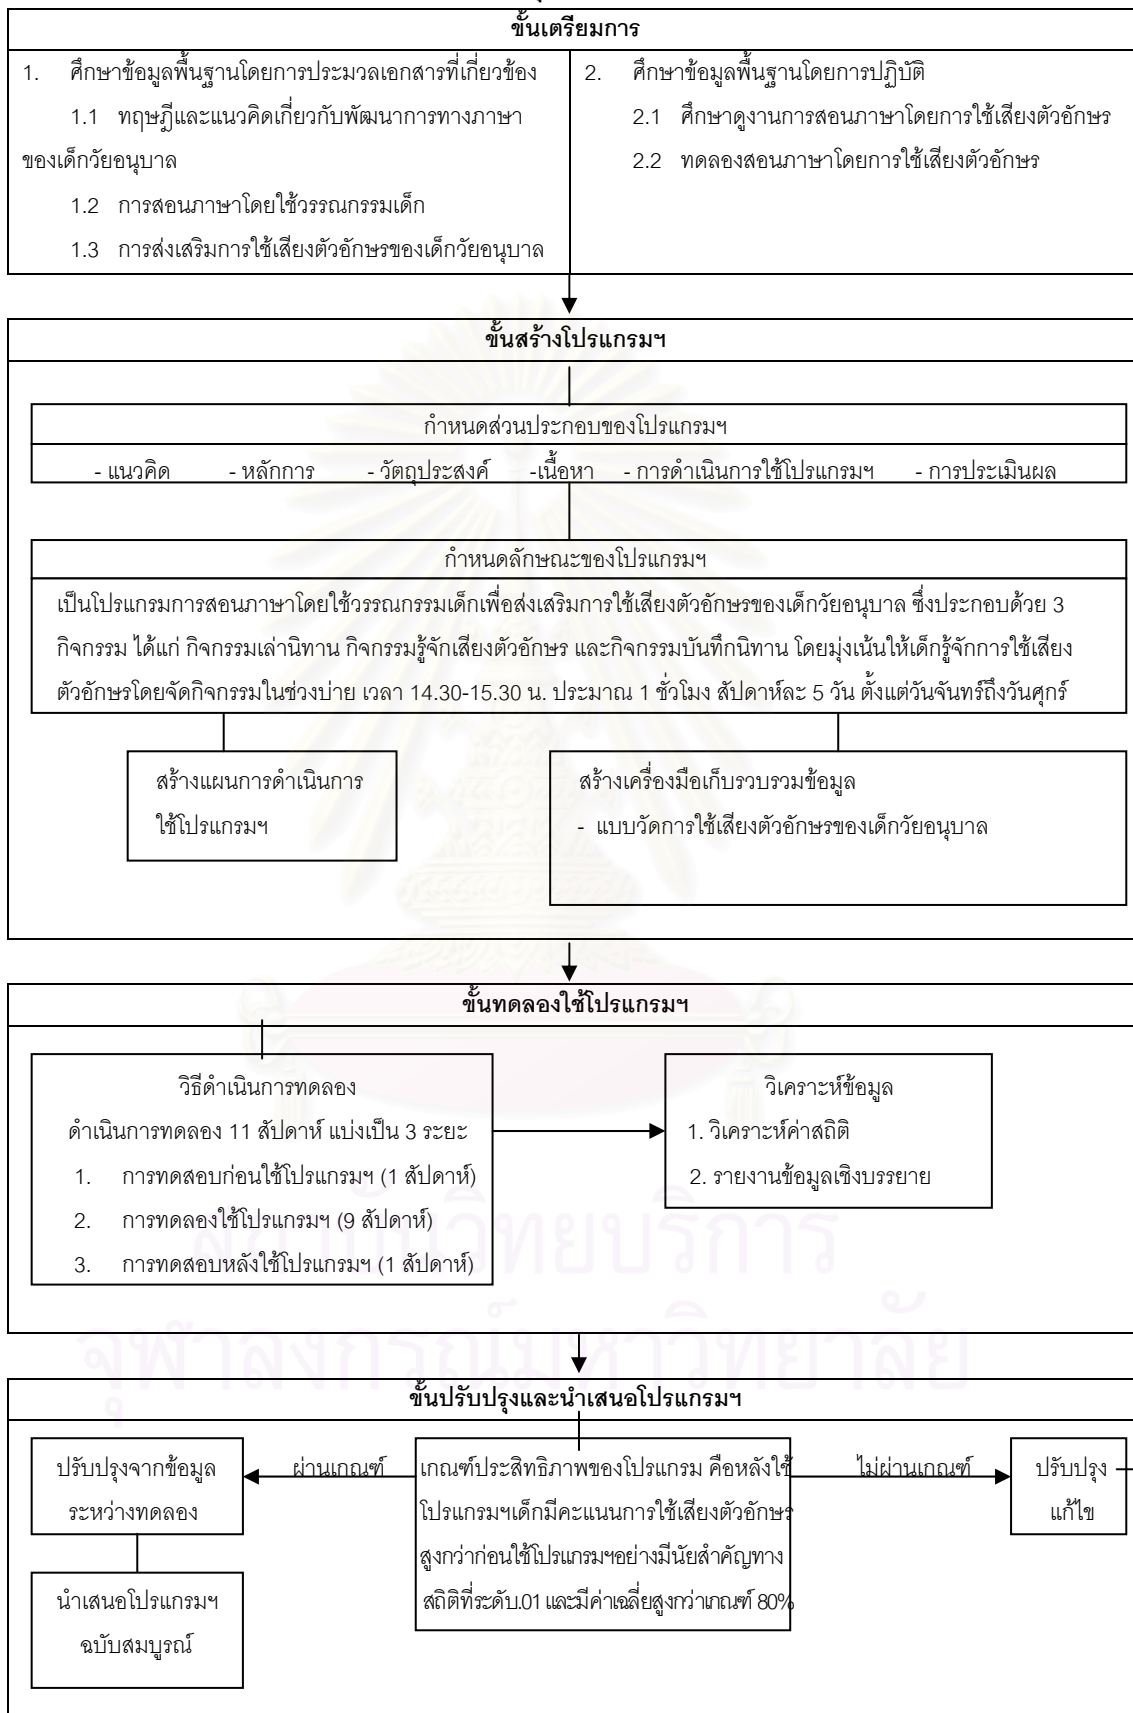 ขั้นเตรียมการ
1. ศึกษาข้อมูลพื้นฐานโดยการประมวลเอกสารที่เกี่ยวข้อง
1.1 ทฤษฎีและแนวคิดเกี่ยวกับพัฒนาการทางภาษา
ของเด็กวัยอนุบาล
1.2 การสอนภาษาโดยใช้วรรณกรรมเด็ก
1.3 การส่งเสริมการใช้เสียงตัวอักษรของเด็กวัยอนุบาล
2. ศึกษาข้อมูลพื้นฐานโดยการปฏิบัติ
2.1 ศึกษาดูงานการสอนภาษาโดยการใช้เสียงตัวอักษร
2.2 ทดลองสอนภาษาโดยการใช้เสียงตัวอักษร
ขั้นสร้างโปรแกรมฯ
กำหนดส่วนประกอบของโปรแกรมฯ
- แนวคิด - หลักการ - วัตถุประสงค์ -เนื้อหา - การดำเนินการใช้โปรแกรมฯ - การประเมินผล
กำหนดลักษณะของโปรแกรมฯ
เป็นโปรแกรมการสอนภาษาโดยใช้วรรณกรรมเด็กเพื่อส่งเสริมการใช้เสียงตัวอักษรของเด็กวัยอนุบาล ซึ่งประกอบด้วย 3
กิจกรรม ได้แก่ กิจกรรมเล่านิทาน กิจกรรมรู้จักเสียงตัวอักษร และกิจกรรมบันทึกนิทาน โดยมุ่งเน้นให้เด็กรู้จักการใช้เสียง
ตัวอักษรโดยจัดกิจกรรมในช่วงบ่าย เวลา 14.30-15.30 น. ประมาณ 1 ชั่วโมง สัปดาห์ละ 5 วัน ตั้งแต่วันจันทร์ถึงวันศุกร์
สร้างแผนการดำเนินการ
ใช้โปรแกรมฯ
สร้างเครื่องมือเก็บรวบรวมข้อมูล
- แบบวัดการใช้เสียงตัวอักษรของเด็กวัยอนุบาล
ขั้นทดลองใช้โปรแกรมฯ
วิธีดำเนินการทดลอง
ดำเนินการทดลอง 11 สัปดาห์ แบ่งเป็น 3 ระยะ
1. การทดสอบก่อนใช้โปรแกรมฯ (1 สัปดาห์)
2. การทดลองใช้โปรแกรมฯ (9 สัปดาห์)
3. การทดสอบหลังใช้โปรแกรมฯ (1 สัปดาห์)
วิเคราะห์ข้อมูล
1. วิเคราะห์ค่าสถิติ
2. รายงานข้อมูลเชิงบรรยาย
สถาบันวิทยบริการ
จุฬาลงกรณ์มหาวิทยาลัย
ขั้นปรับปรุงและนำเสนอโปรแกรมฯ
ปรับปรุงจากข้อมูล
ระหว่างทดลอง
ผ่านเกณฑ์
เกณฑ์ประสิทธิภาพของโปรแกรม คือหลังใช้
โปรแกรมฯเด็กมีคะแนนการใช้เสียงตัวอักษร
สูงกว่าก่อนใช้โปรแกรมฯอย่างมีนัยสำคัญทาง
สถิติที่ระดับ.01 และมีค่าเฉลี่ยสูงกว่าเกณฑ์ 80%
ไม่ผ่านเกณฑ์
ปรับปรุง
แก้ไข
นำเสนอโปรแกรมฯ
ฉบับสมบูรณ์